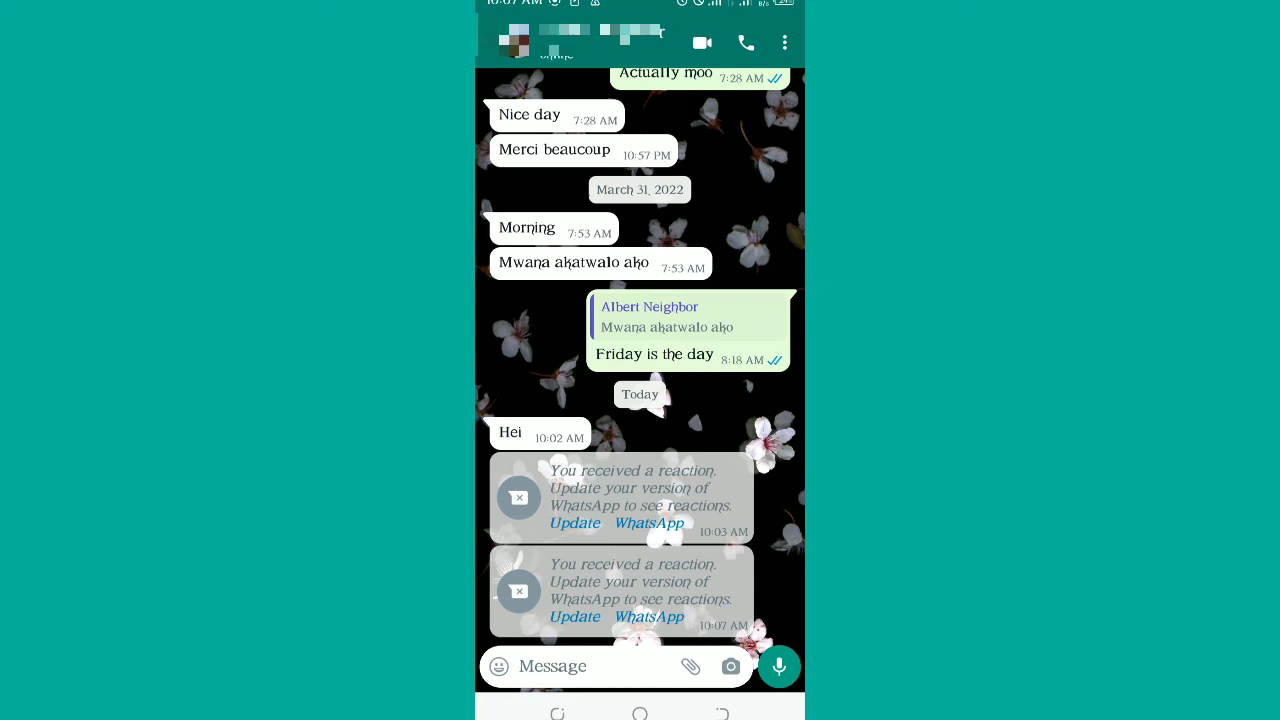 10:07 AM
online
Actually moo 7:28 AM
Nice day 7:28 AM
Merci beaucoup 10:57 PM
March 31, 2022
Morning 7:53 AM
Mwana akatwalo ako 7:53 AM
Albert Neighbor
Mwana akatwalo ako
Friday is the day 8:18 AM
Today
Hei 10:02 AM
You received a reaction.
Update your version of
WhatsApp to see reactions.
Update WhatsApp 10:03 AM
You received a reaction.
Update your version of
WhatsApp to see reactions.
Update WhatsApp 10:07 AM
Message